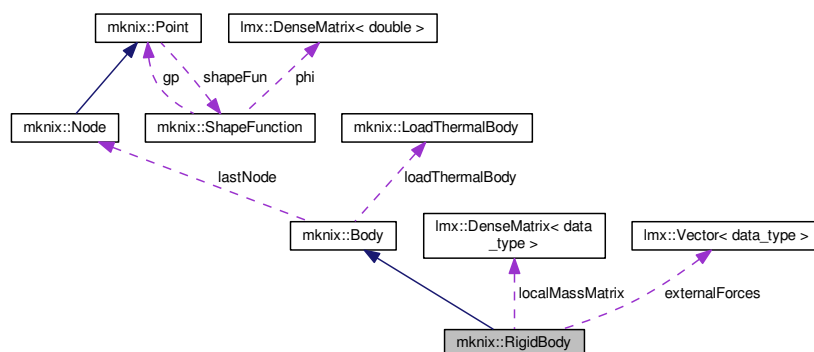 mknix::Point
lmx::DenseMatrix< double >
gp
shapeFun
phi
mknix::Node
mknix::ShapeFunction
mknix::LoadThermalBody
lastNode
loadThermalBody
mknix::Body
lmx::DenseMatrix< data
_type >
lmx::Vector< data_type >
localMassMatrix
externalForces
mknix::RigidBody